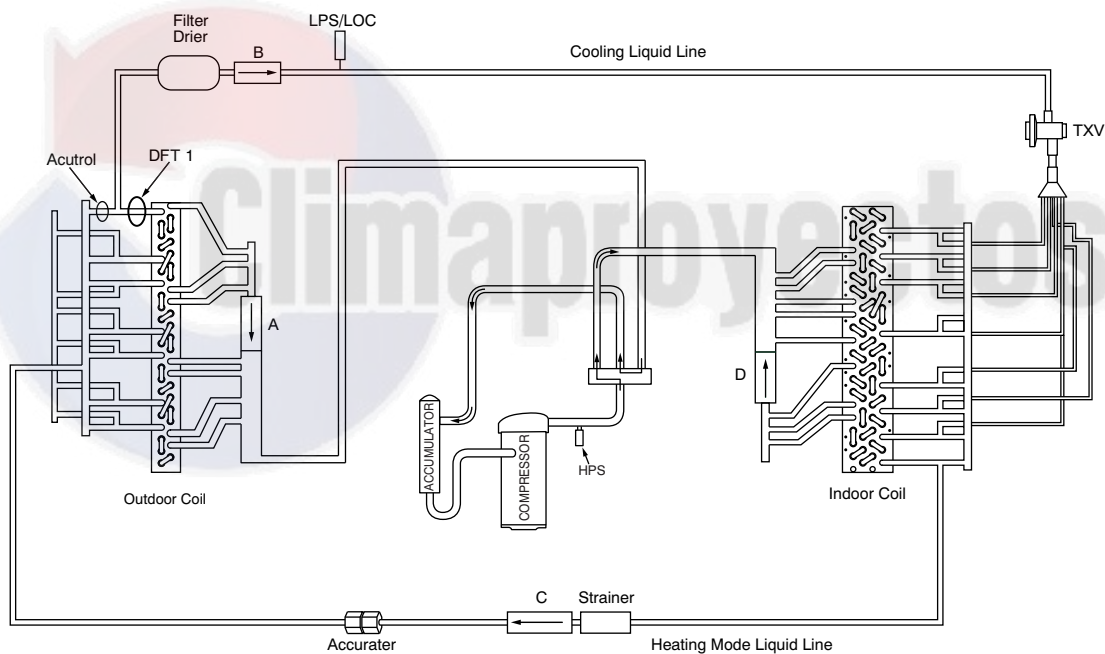 Filter
Drier
B
LPS/LOC
Cooling Liquid Line
TXV
Acutrol
DFT 1
Climaproyectos
A
D
ACCUMULATOR
COMPRESSOR
HPS
Outdoor Coil
Indoor Coil
C
Strainer
Accurater
Heating Mode Liquid Line